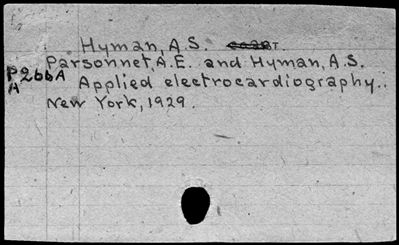 Hyman, A.S.
Parsonnet, A.E. and Hyman, A.S.
P266A Applied electrocardiography..
A
New York, 1929.